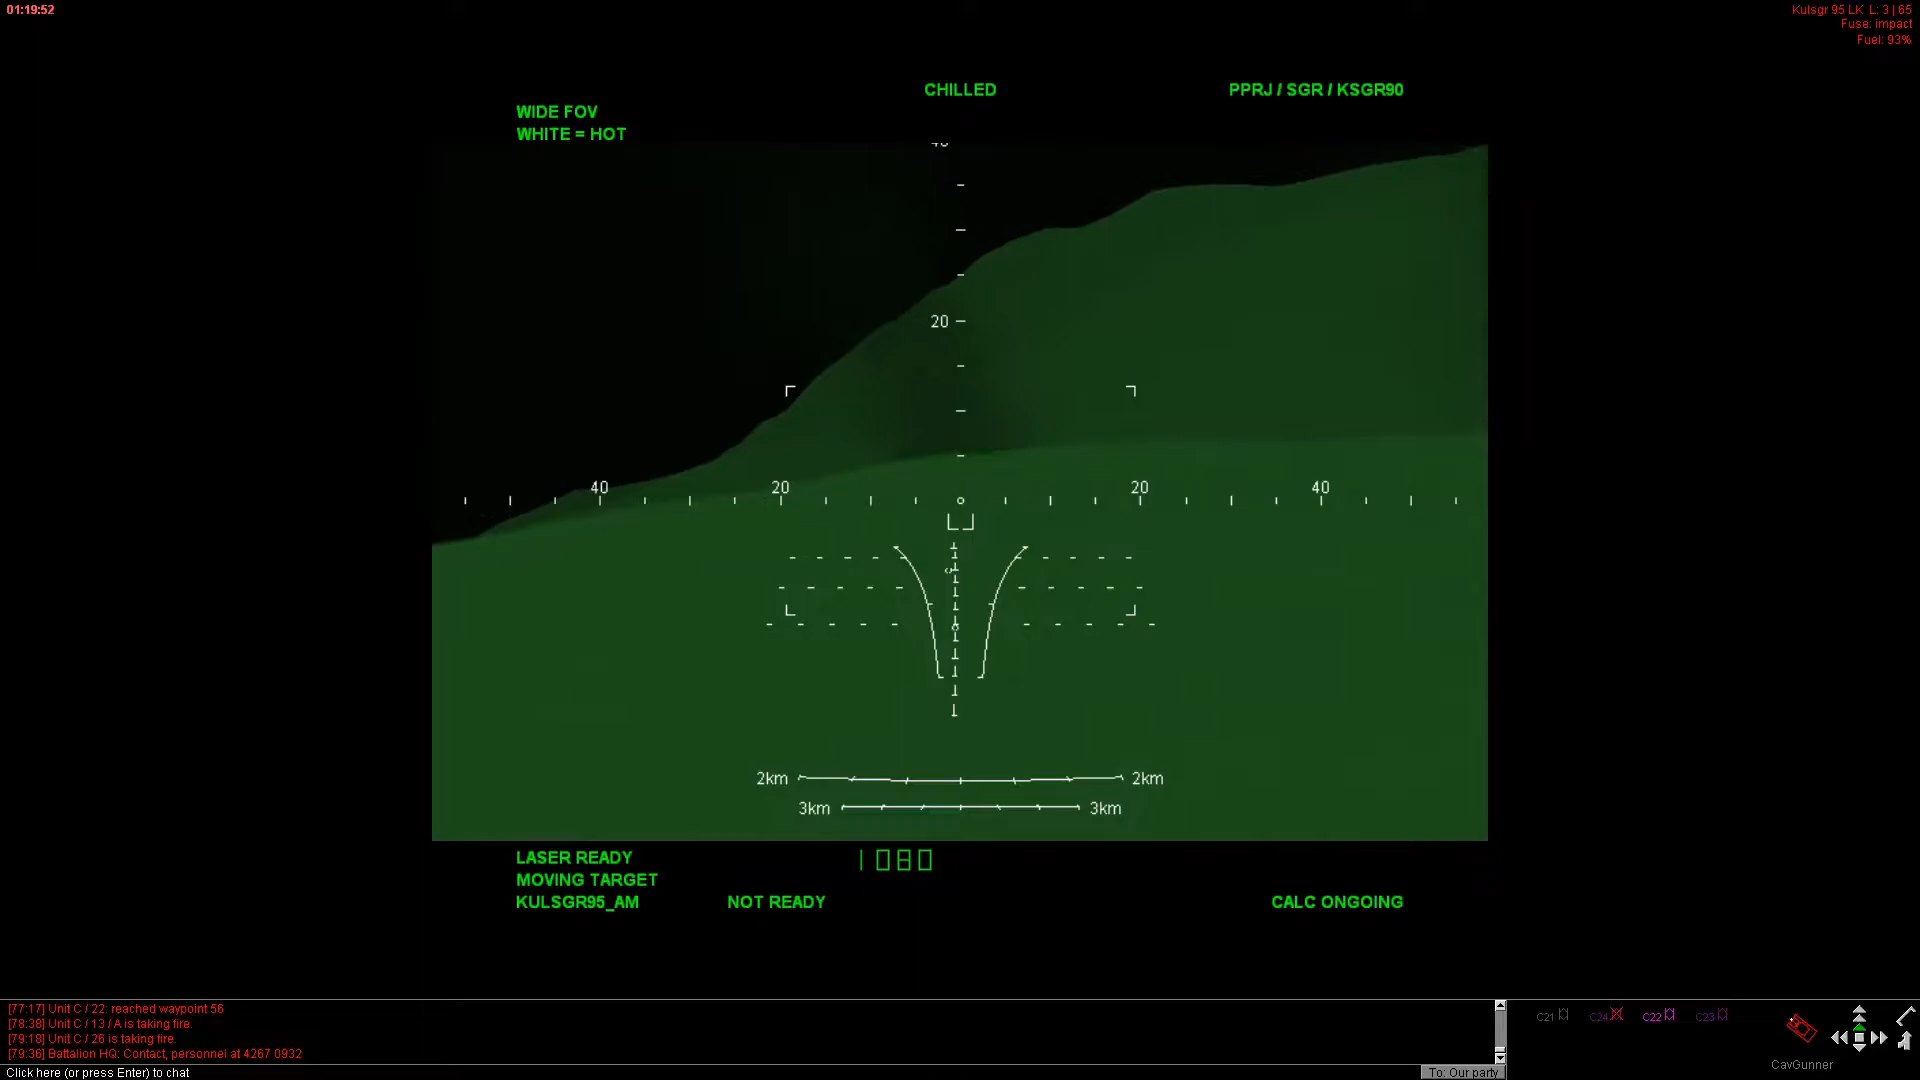 01:19:52
Kulsgr 95 LK L: 3 | 65
Fuse: impact
Fuel: 93%
CHILLED
PPRJ / SGR / KSGR90
WIDE FOV
WHITE = HOT
20
40 20 20 40
2km 2km
3km 3km
LASER READY
1080
MOVING TARGET
KULSGR95_AM NOT READY CALC ONGOING
[77:17] Unit C / 22: reached waypoint 56
[78:38] Unit C / 13 / A is taking fire.
[79:18] Unit C / 26 is taking fire.
[79:36] Battalion HQ: Contact, personnel at 4267 0932
Click here (or press Enter) to chat
To: Our party
C21 C24 C22 C23
CavGunner